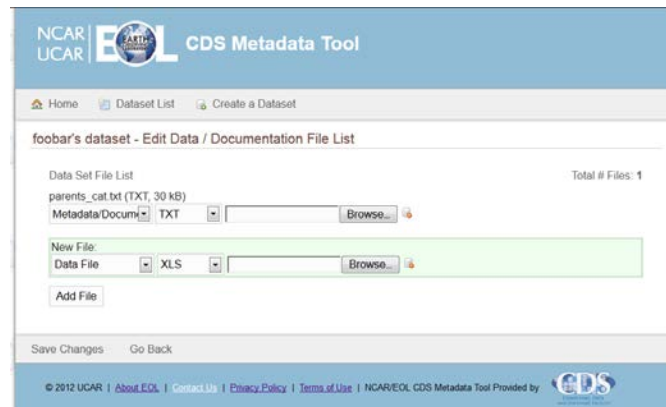 NCAR
UCAR
EOL
EARTH
CDS Metadata Tool
Home Dataset List Create a Dataset
foobar's dataset - Edit Data / Documentation File List
Data Set File List Total # Files: 1
parents_cat.txt (TXT, 30 kB)
Metadata/Docum TXT Browse...
New File:
Data File XLS Browse...
Add File
Save Changes Go Back
© 2012 UCAR | About EOL | Contact Us | Privacy Policy | Terms of Use | NCAR/EOL CDS Metadata Tool Provided by CDS